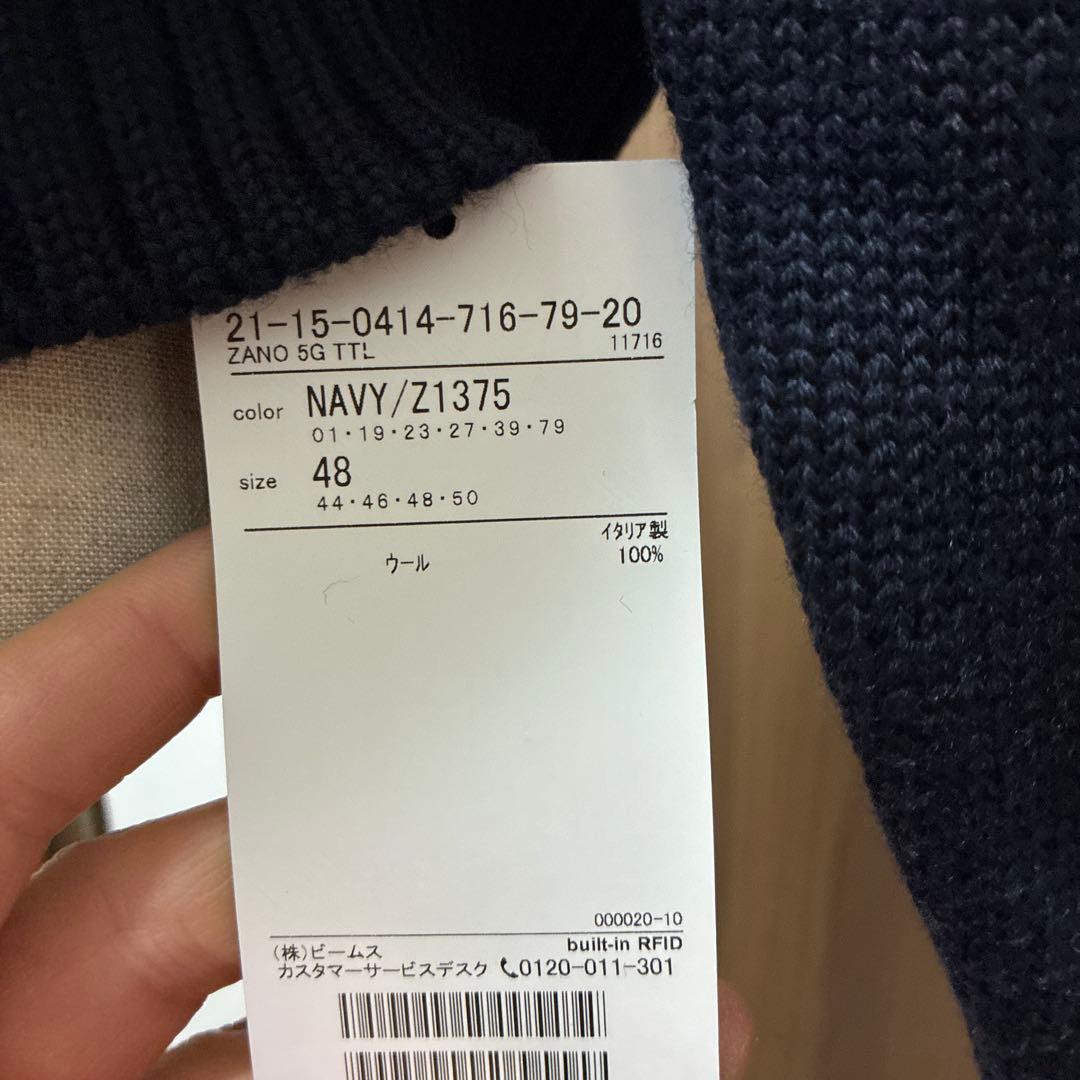 21-15-0414-716-79-20
ZANO 5G TTL 11716
color NAVY/Z1375
01・19・23・27・39・79
size 48
44・46・48・50
イタリア製
ウール 100%
000020-10
(株)ビームス built-in RFID
カスタマーサービスデスク 0120-011-301